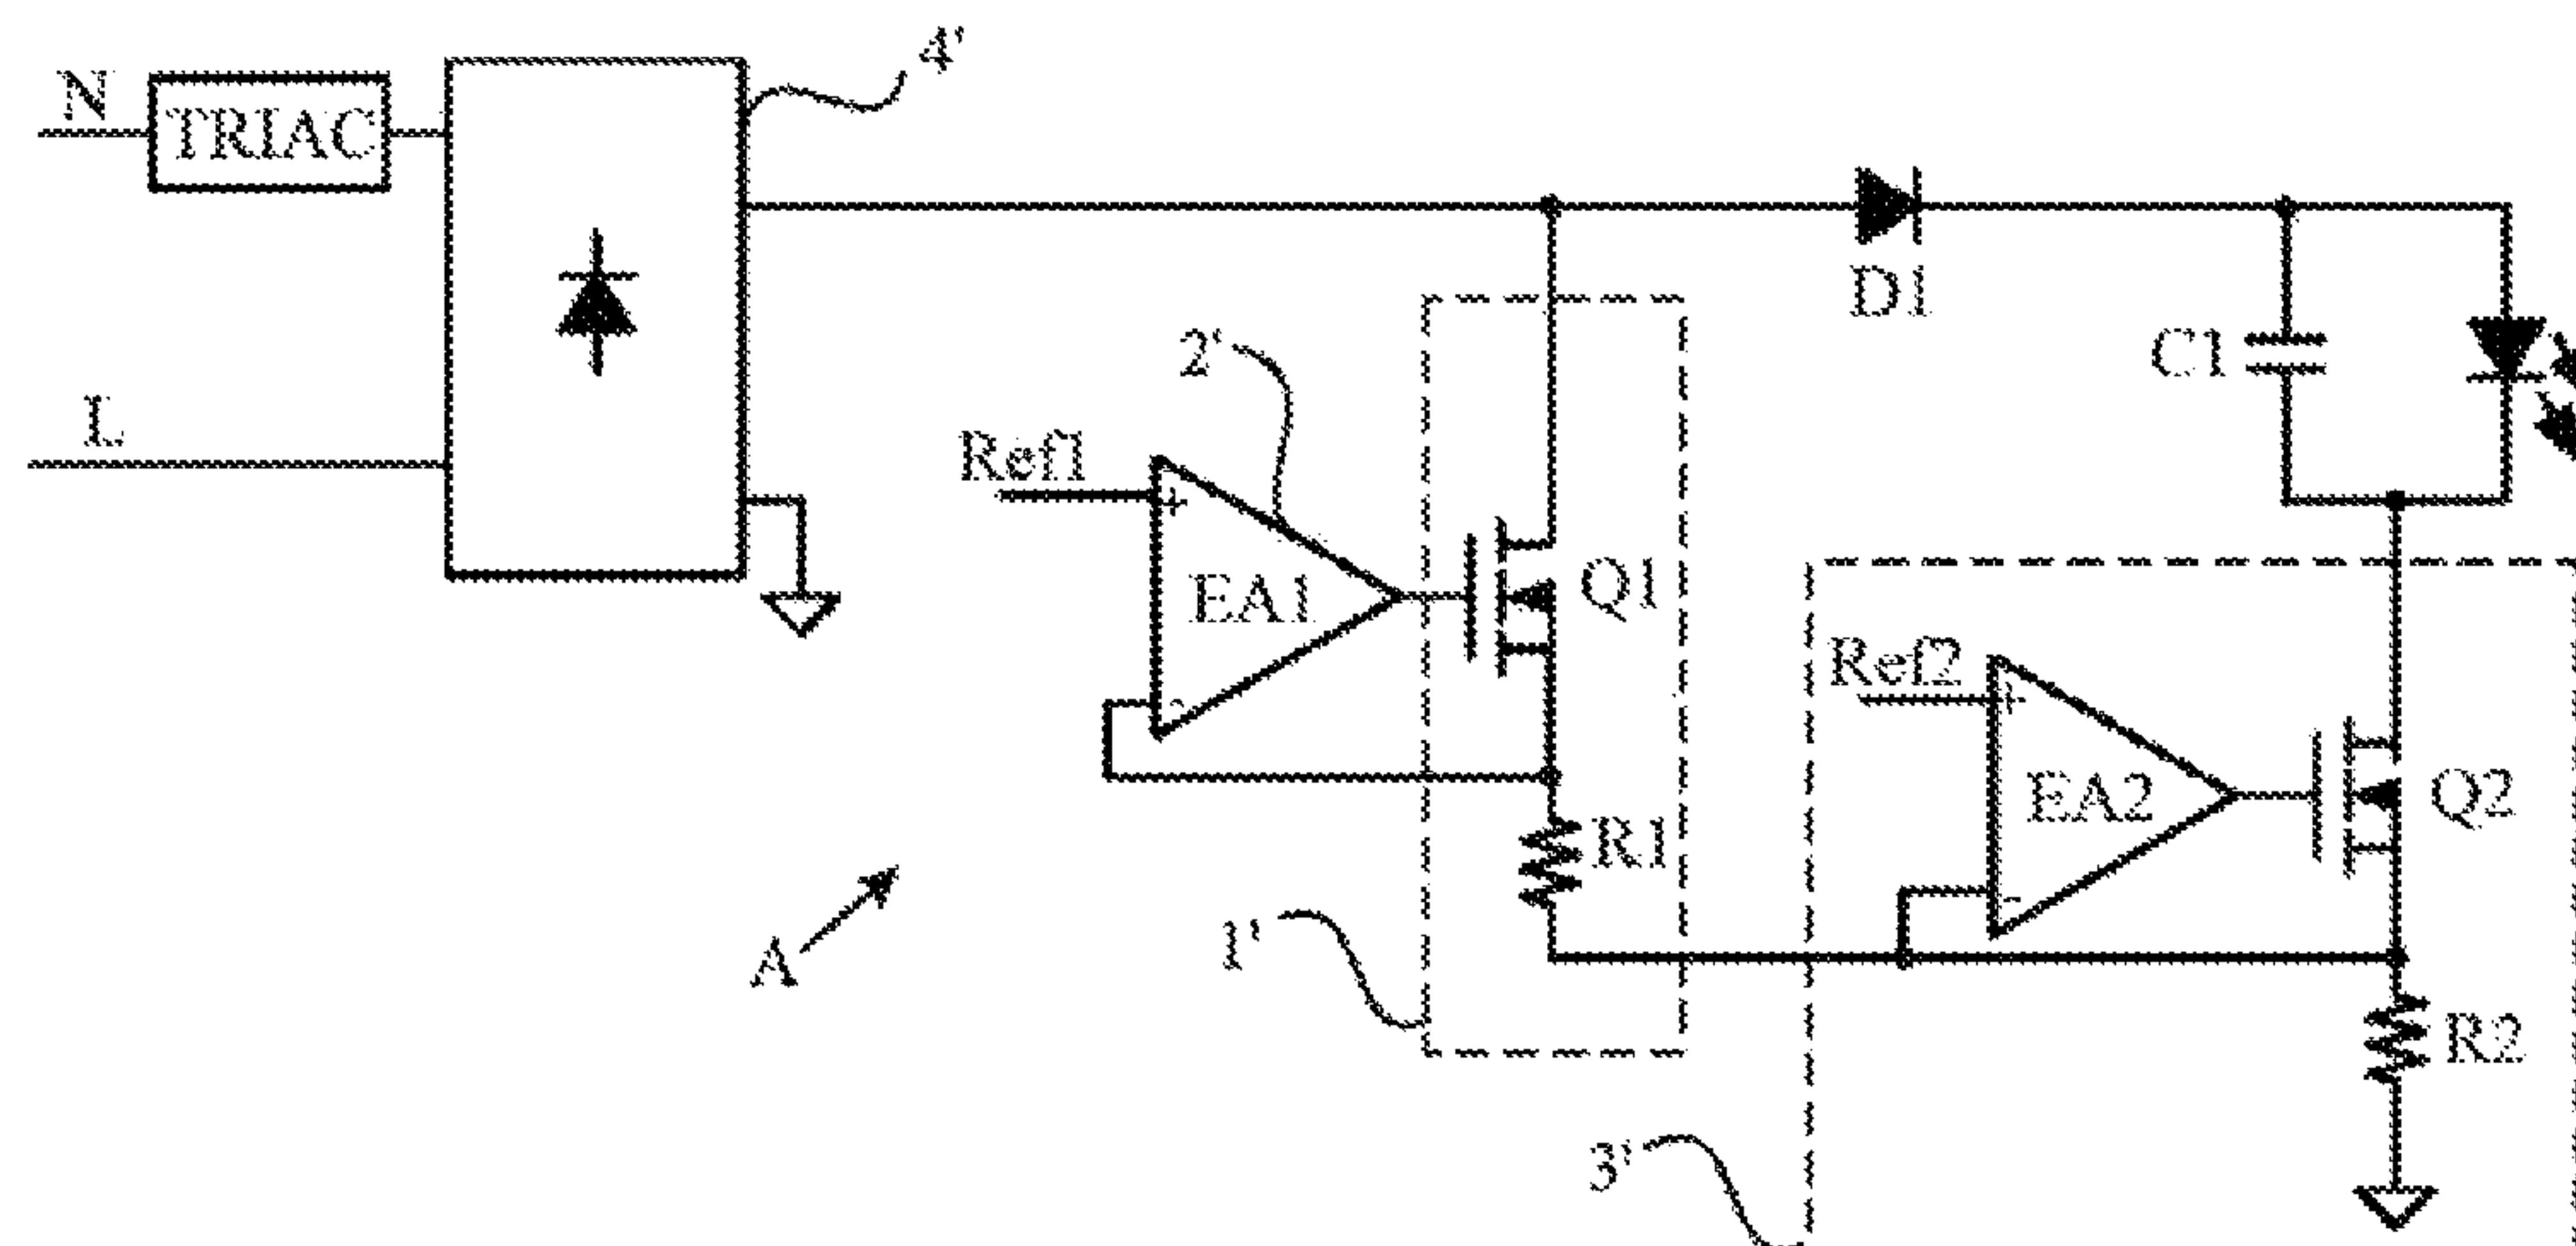 4'
N
TRIAC
D1
2'
C1
L
Ref1
+
EA1
Q1
-
Ref2
+
EA2
Q2
R1
-
1'
A
R2
3'